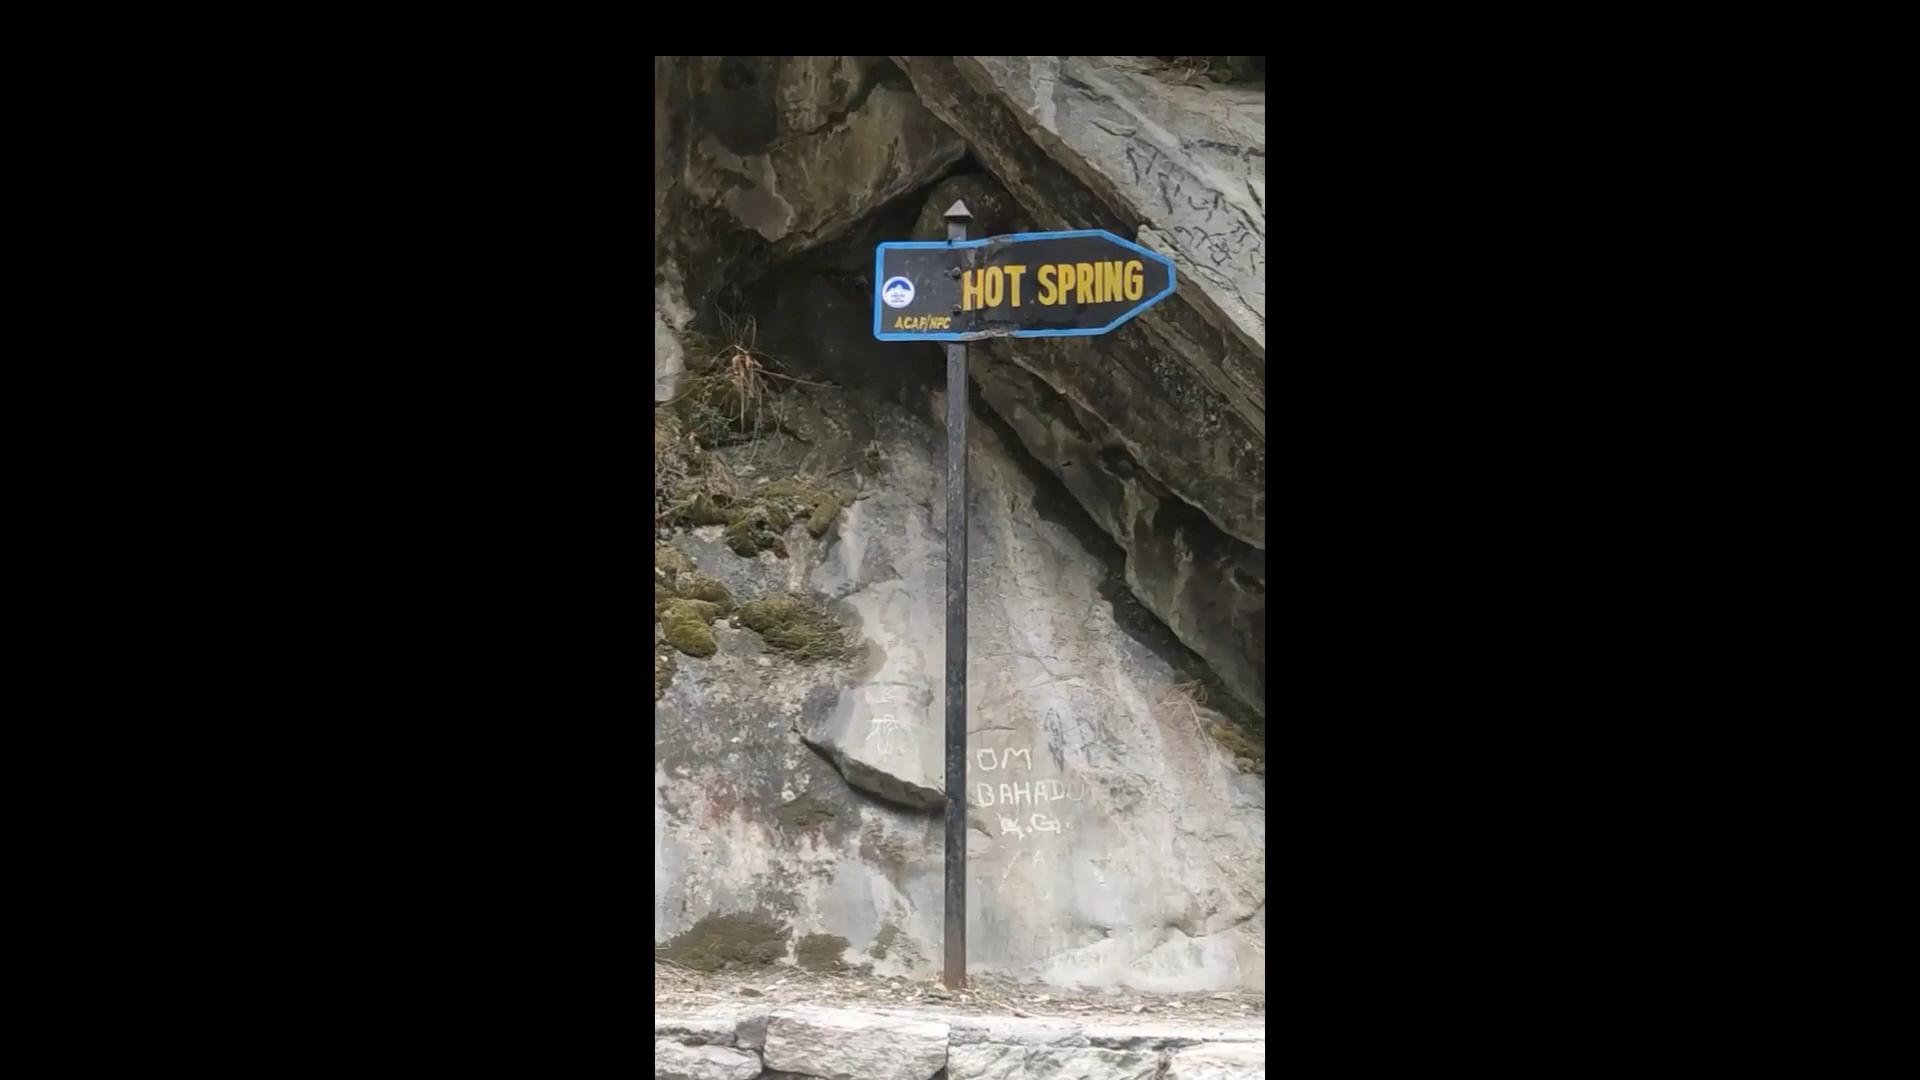 HOT SPRING
ACAP/NPC
OM
BAHADU
K.G.